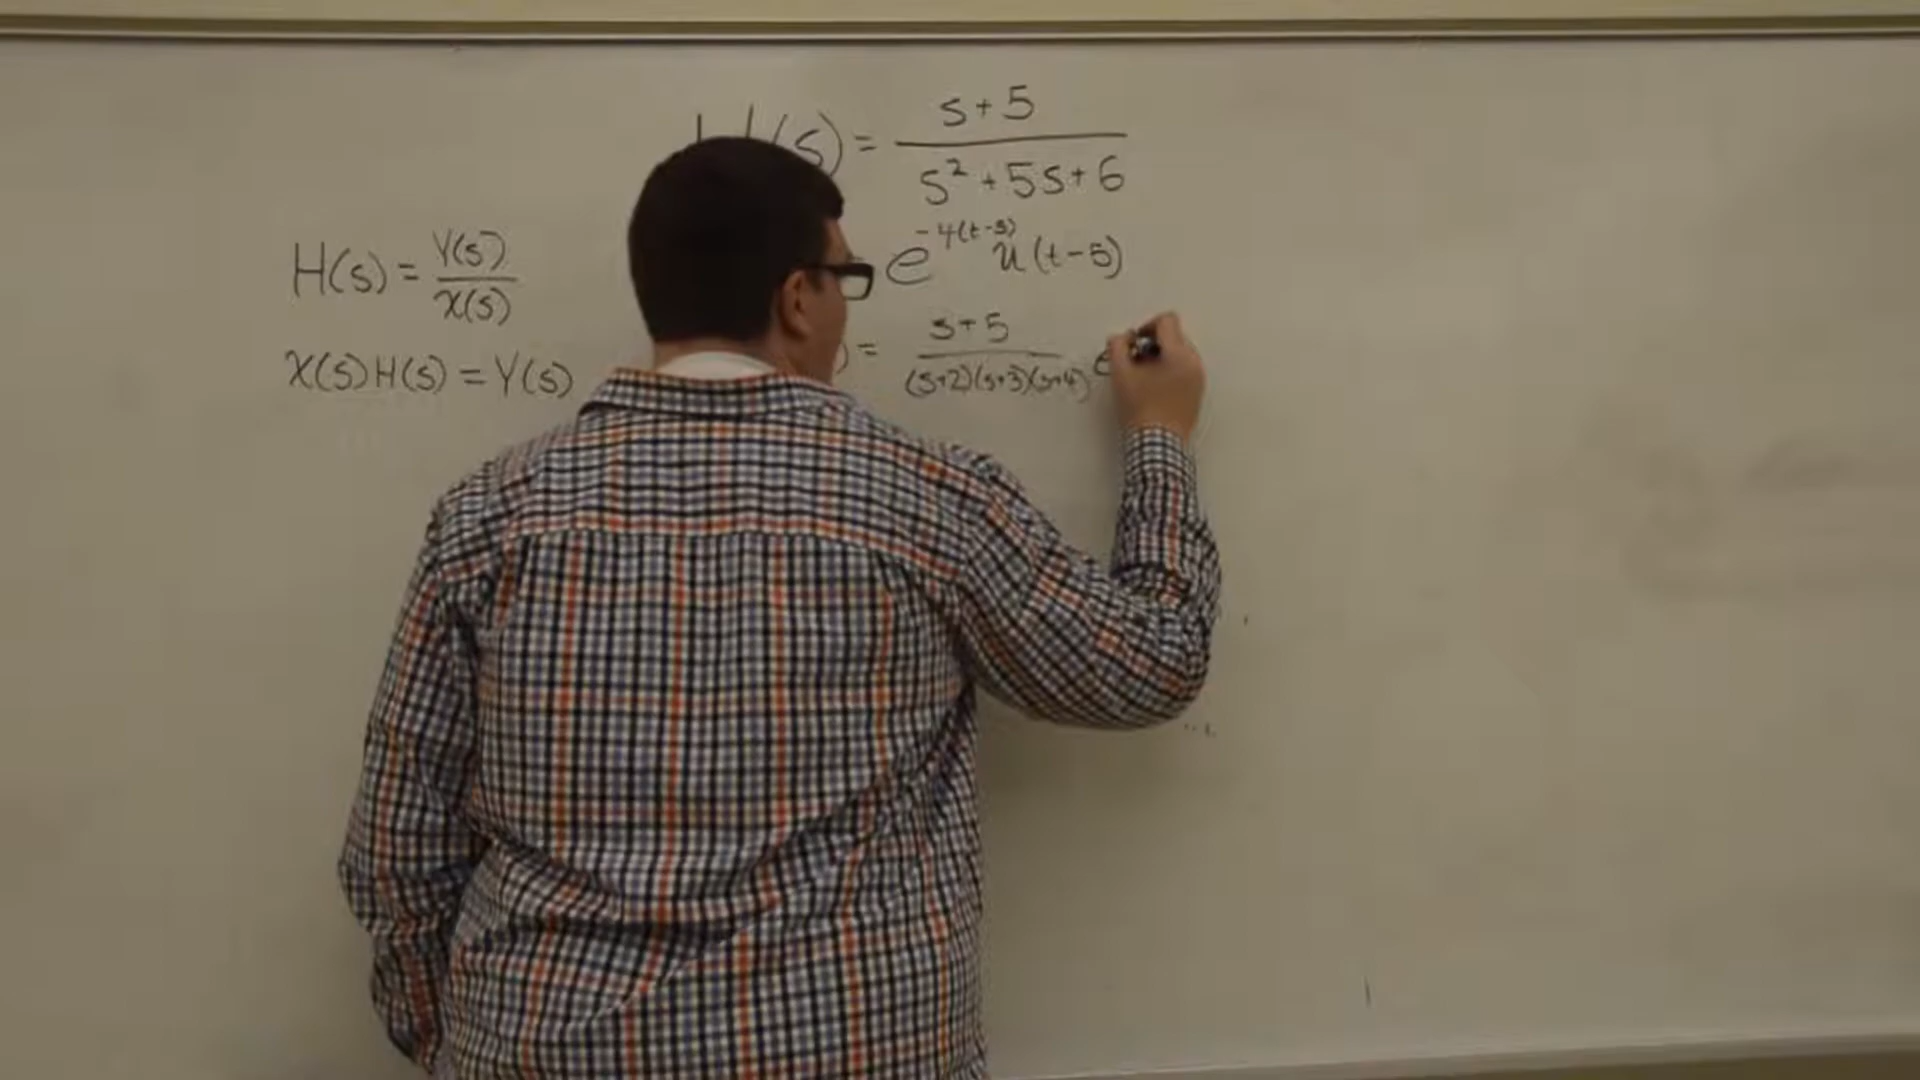 H(s) = Y(s) / X(s)
X(s)H(s) = Y(s)
H(s) = s+5 / s²+5s+6
e^-4(t-5) u(t-5)
) = s+5 / (s+2)(s+3)(s+4) e